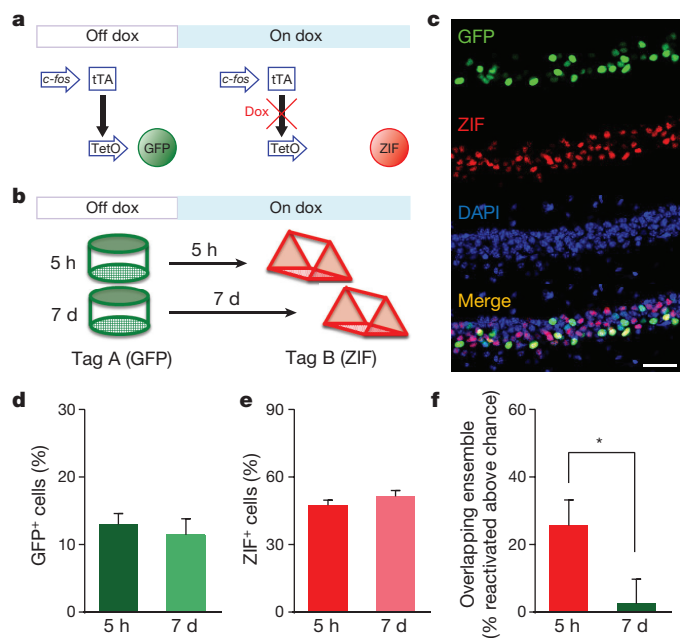 a
Off dox On dox
c-fos tTA
TetO GFP
c-fos tTA
Dox
TetO ZIF
b
Off dox On dox
5 h 5 h
7 d 7 d
Tag A (GFP) Tag B (ZIF)
c
GFP
ZIF
DAPI
Merge
d
GFP+ cells (%)
30
20
10
0
5 h 7 d
e
ZIF+ cells (%)
90
60
30
0
5 h 7 d
f
Overlapping ensemble
(% reactivated above chance)
60
40
20
0
*
5 h 7 d